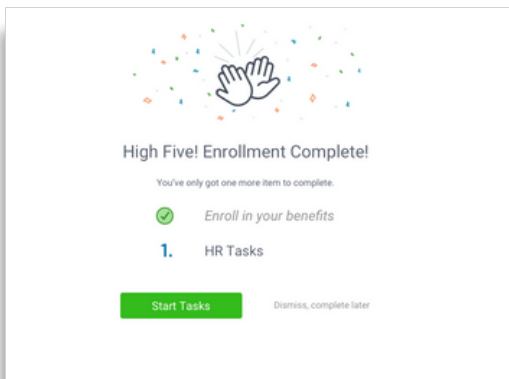 High Five! Enrollment Complete!
You've only got one more item to complete.
Enroll in your benefits
1. HR Tasks
Start Tasks Dismiss, complete later